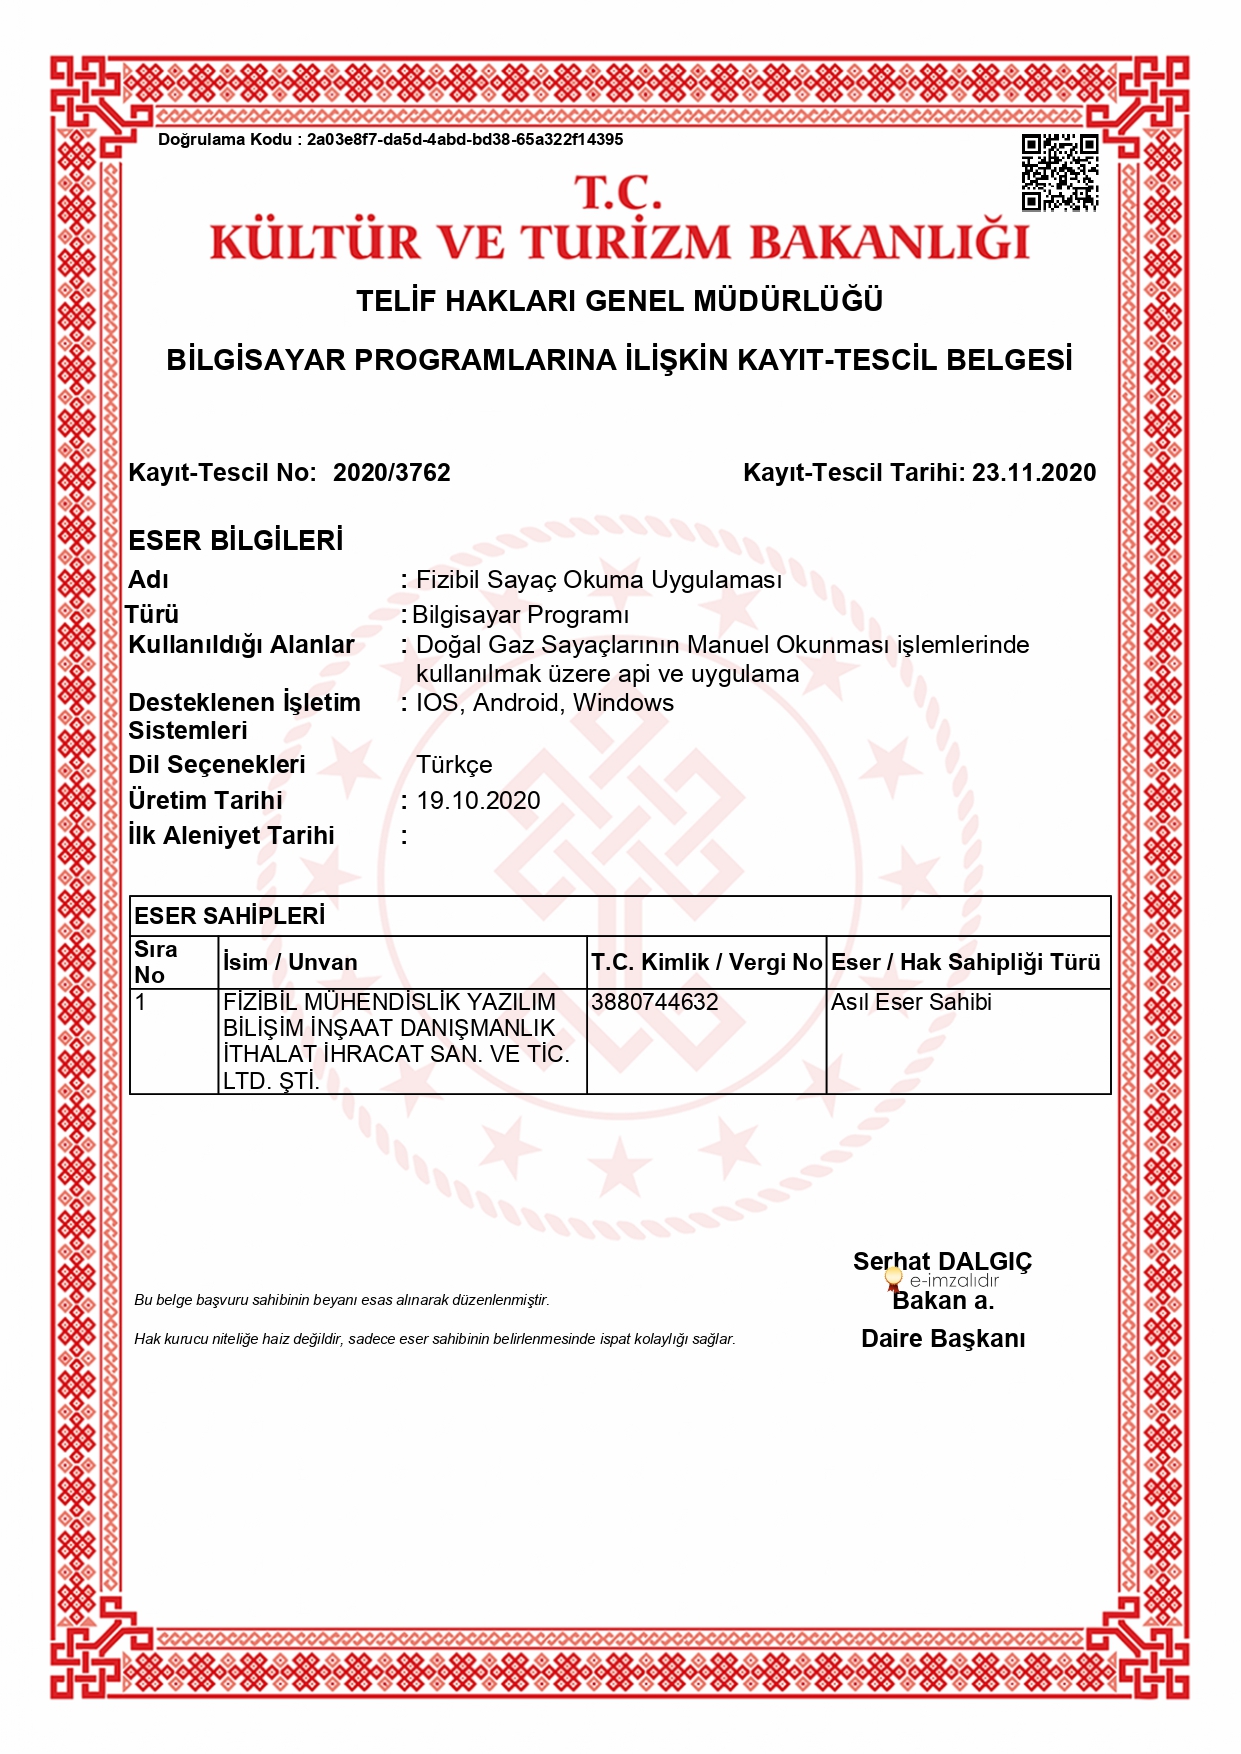 Doğrulama Kodu : 2a03e8f7-da5d-4abd-bd38-65a322f14395
T.C.
KÜLTÜR VE TURİZM BAKANLIĞI
TELİF HAKLARI GENEL MÜDÜRLÜĞÜ
BİLGİSAYAR PROGRAMLARINA İLİŞKİN KAYIT-TESCİL BELGESİ
Kayıt-Tescil No: 2020/3762 Kayıt-Tescil Tarihi: 23.11.2020
ESER BİLGİLERİ
Adı : Fizibil Sayaç Okuma Uygulaması
Türü : Bilgisayar Programı
Kullanıldığı Alanlar : Doğal Gaz Sayaçlarının Manuel Okunması işlemlerinde
kullanılmak üzere api ve uygulama
Desteklenen İşletim : IOS, Android, Windows
Sistemleri
Dil Seçenekleri Türkçe
Üretim Tarihi : 19.10.2020
İlk Aleniyet Tarihi :
ESER SAHİPLERİ
Sıra
No
İsim / Unvan
T.C. Kimlik / Vergi No
Eser / Hak Sahipliği Türü
1
FİZİBİL MÜHENDİSLİK YAZILIM
BİLİŞİM İNŞAAT DANIŞMANLIK
İTHALAT İHRACAT SAN. VE TİC.
LTD. ŞTİ.
3880744632
Asıl Eser Sahibi
Serhat DALGIÇ
e-imzalıdır
Bakan a.
Daire Başkanı
Bu belge başvuru sahibinin beyanı esas alınarak düzenlenmiştir.
Hak kurucu niteliğe haiz değildir, sadece eser sahibinin belirlenmesinde ispat kolaylığı sağlar.